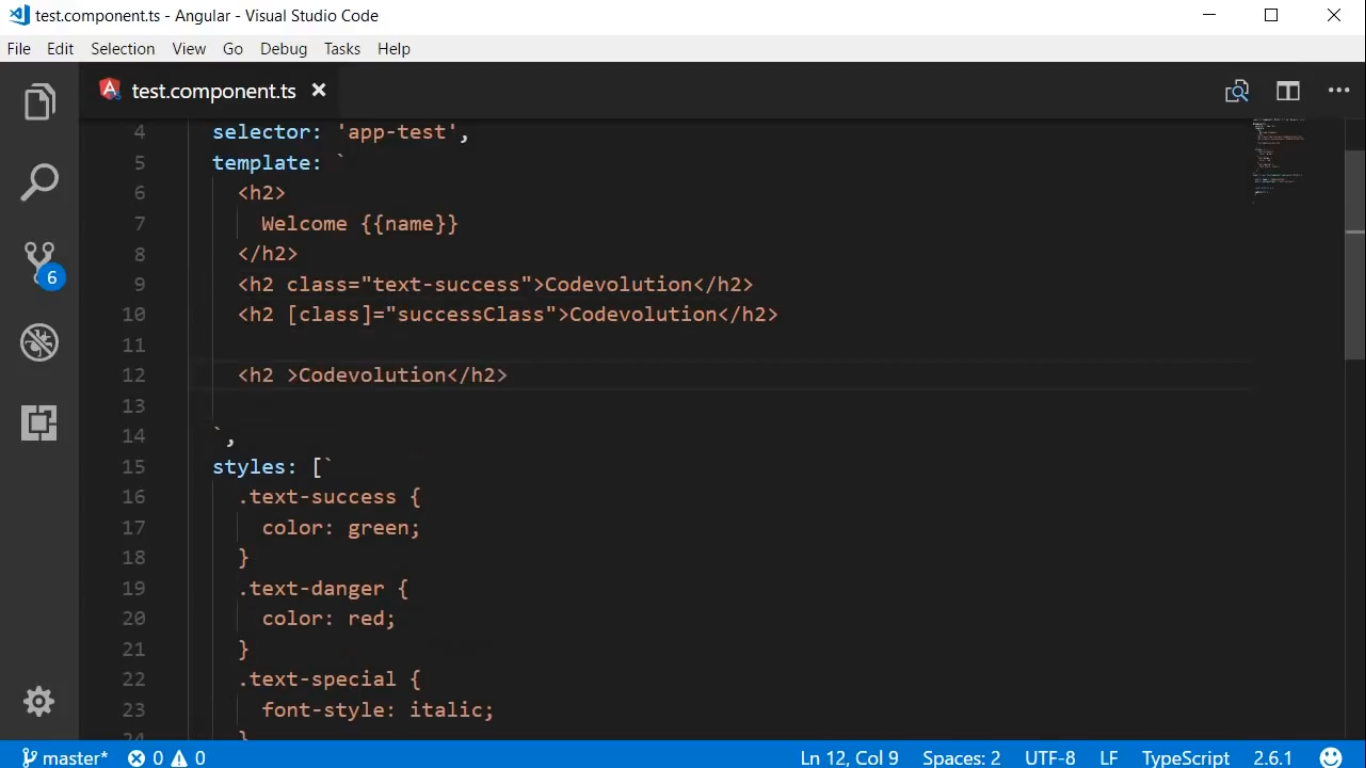 test.component.ts - Angular - Visual Studio Code
File Edit Selection View Go Debug Tasks Help
test.component.ts
4 selector: 'app-test',
5 template: `
6 <h2>
7 Welcome {{name}}
8 </h2>
9 <h2 class="text-success">Codevolution</h2>
10 <h2 [class]="successClass">Codevolution</h2>
11
12 <h2 >Codevolution</h2>
13
14 `,
15 styles: [`
16 .text-success {
17 color: green;
18 }
19 .text-danger {
20 color: red;
21 }
22 .text-special {
23 font-style: italic;
24 }
6
master* 0 0 Ln 12, Col 9 Spaces: 2 UTF-8 LF TypeScript 2.6.1